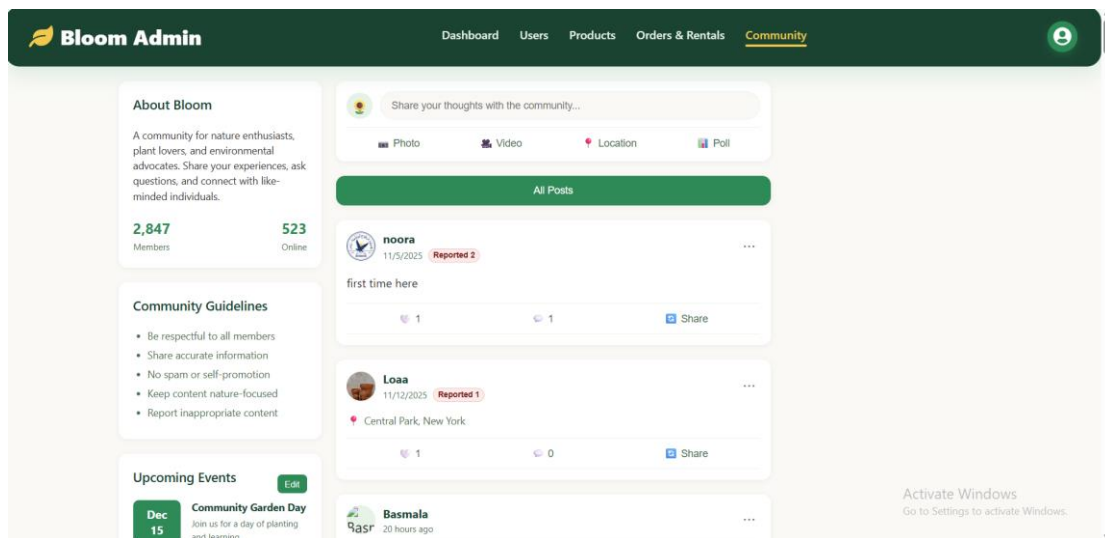 Bloom Admin
Dashboard Users Products Orders & Rentals Community
About Bloom
A community for nature enthusiasts,
plant lovers, and environmental
advocates. Share your experiences, ask
questions, and connect with like-
minded individuals.
2,847 523
Members Online
Community Guidelines
Be respectful to all members
Share accurate information
No spam or self-promotion
Keep content nature-focused
Report inappropriate content
Upcoming Events Edit
Dec
15
Community Garden Day
Join us for a day of planting
and learning
Share your thoughts with the community...
Photo Video Location Poll
All Posts
noora ...
11/5/2025 Reported 2
first time here
1 1 Share
Loaa ...
11/12/2025 Reported 1
Central Park, New York
1 0 Share
Basr
Basmala ...
20 hours ago
Activate Windows
Go to Settings to activate Windows.